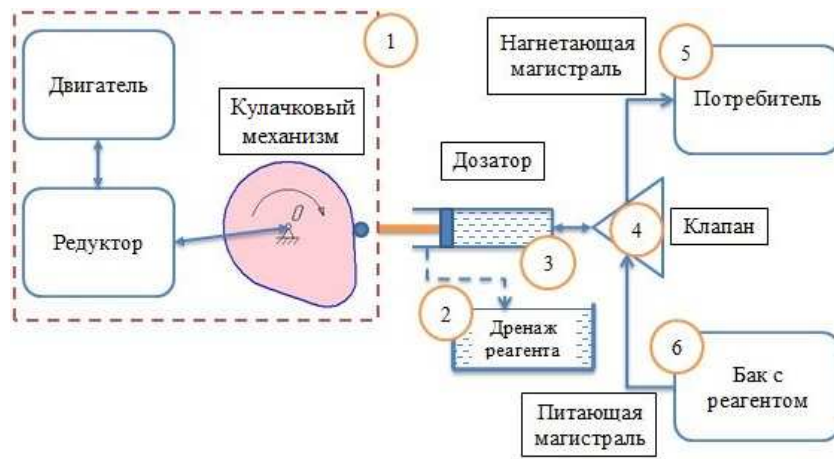 1
Двигатель
Кулачковый
механизм
Редуктор
O
Нагнетающая
магистраль
5
Потребитель
Дозатор
4
Клапан
3
2
Дренаж
реагента
6
Бак с
реагентом
Питающая
магистраль